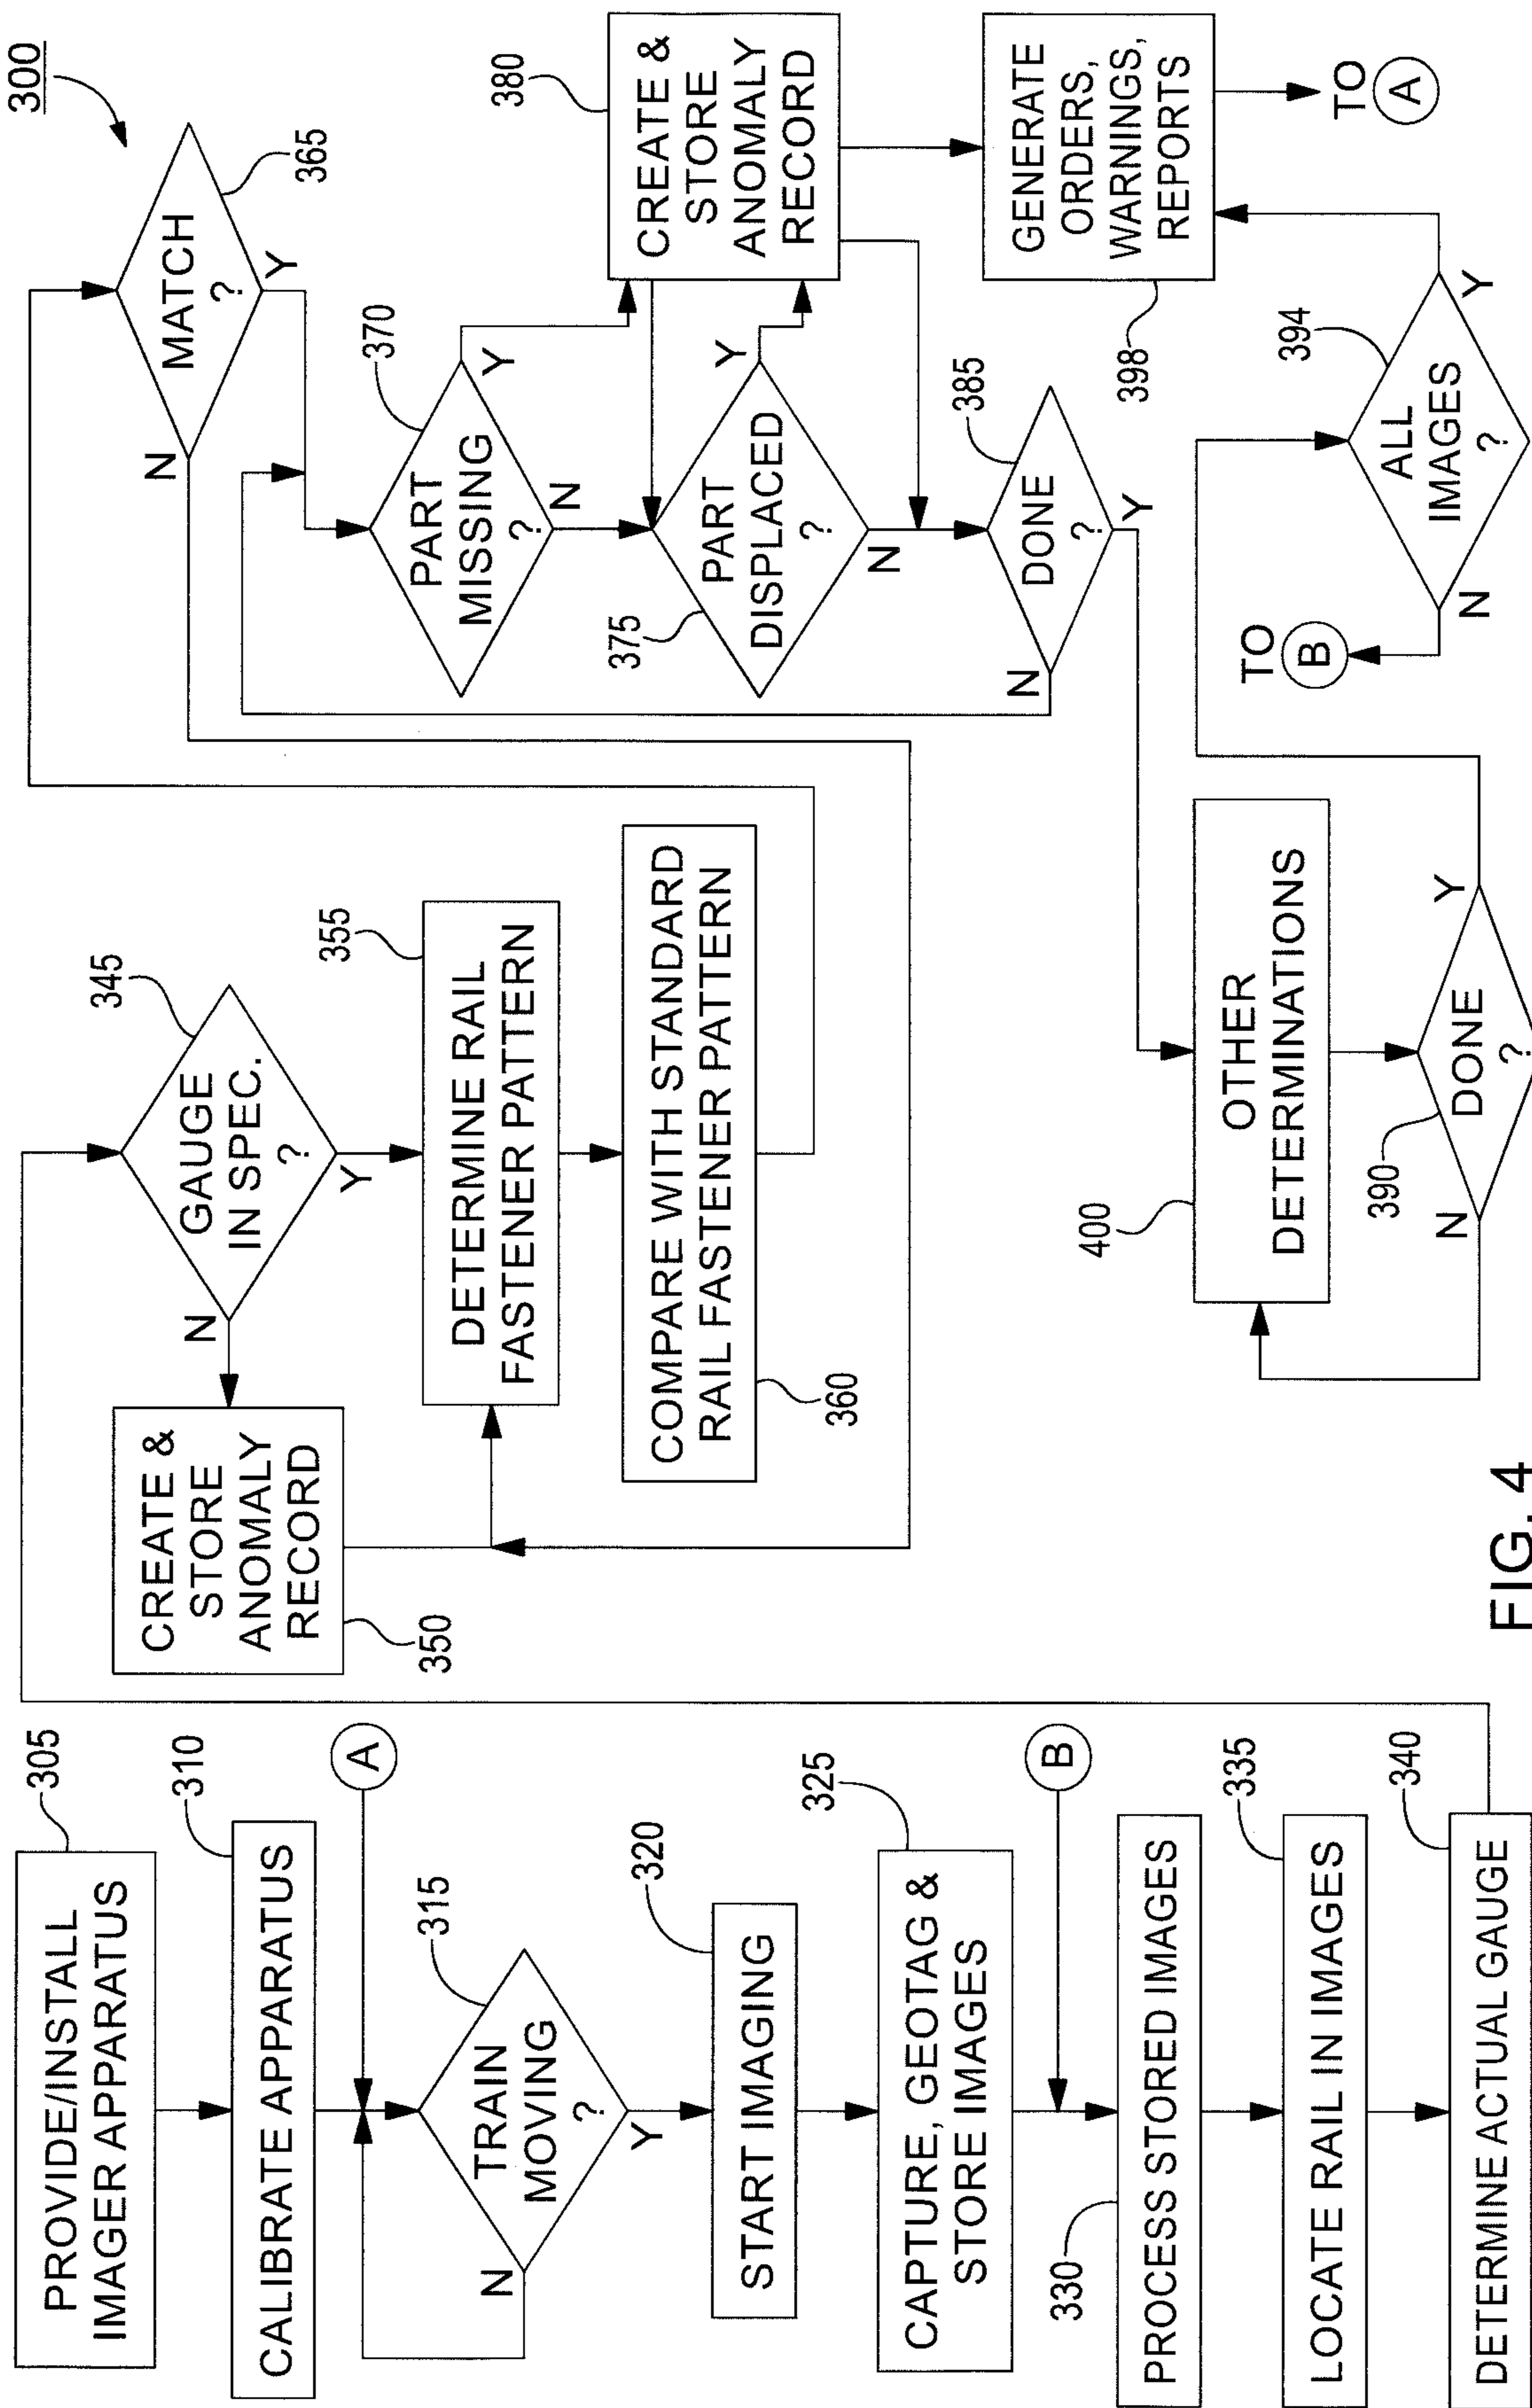 300
PROVIDE/INSTALL
IMAGER APPARATUS
305
CALIBRATE APPARATUS
310
A
TRAIN
MOVING
?
315
N
Y
START IMAGING
320
CAPTURE, GEOTAG &
STORE IMAGES
325
B
PROCESS STORED IMAGES
330
LOCATE RAIL IN IMAGES
335
DETERMINE ACTUAL GAUGE
340
GAUGE
IN SPEC.
?
345
N
Y
CREATE &
STORE
ANOMALY
RECORD
350
DETERMINE RAIL
FASTENER PATTERN
355
COMPARE WITH STANDARD
RAIL FASTENER PATTERN
360
MATCH
?
365
N
Y
PART
MISSING
?
370
Y
N
PART
DISPLACED
?
375
Y
N
CREATE &
STORE
ANOMALY
RECORD
380
DONE
?
385
N
Y
OTHER
DETERMINATIONS
400
DONE
?
390
N
Y
ALL
IMAGES
?
394
N
Y
TO
B
GENERATE
ORDERS,
WARNINGS,
REPORTS
398
TO
A
FIG. 4